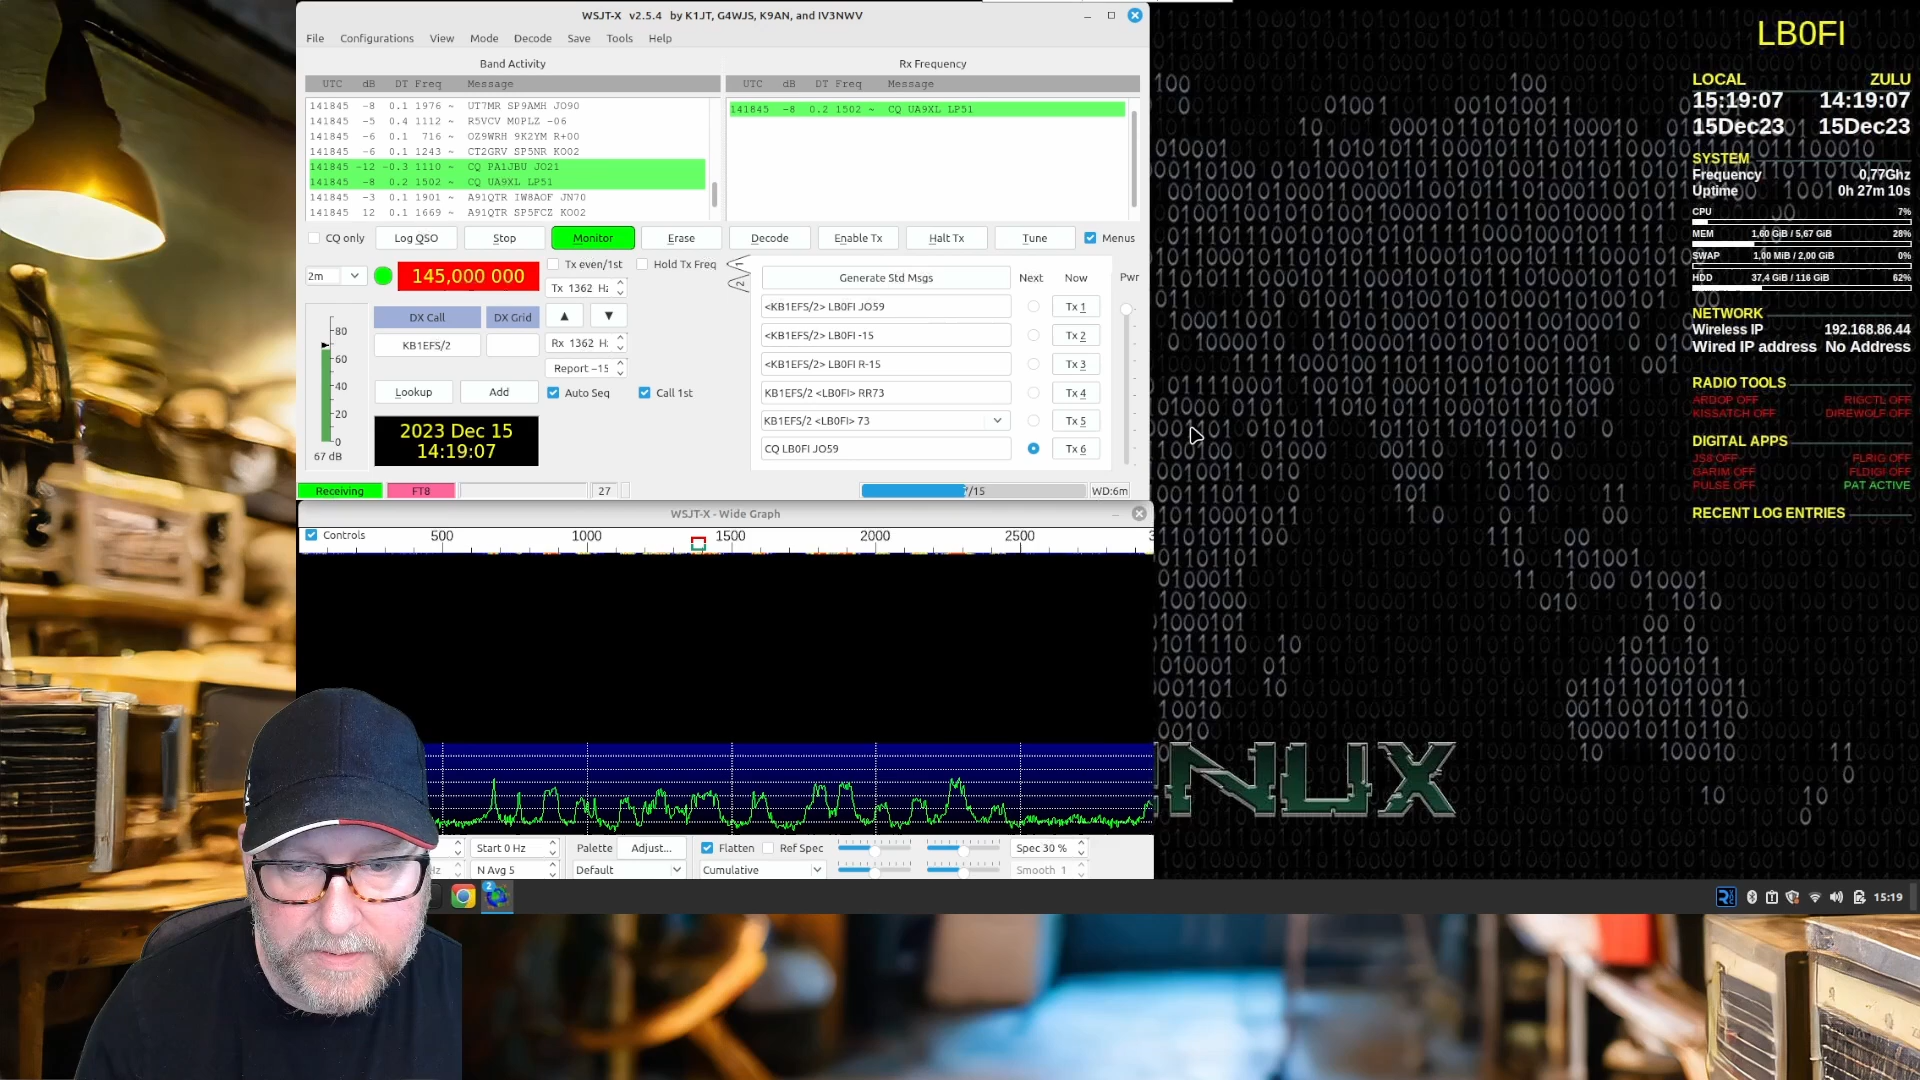 WSJT-X v2.5.4 by K1JT, G4WJS, K9AN, and IV3NWV
File Configurations View Mode Decode Save Tools Help
Band Activity
UTC dB DT Freq Message
141845 -8 0.1 1976 ~ UT7MR SP9AMH JO90
141845 -5 0.4 1112 ~ R5VCV M0PLZ -06
141845 -6 0.1 716 ~ OZ9WRH 9K2YM R+00
141845 -6 0.1 1243 ~ CT2GRV SP5NR KO02
141845 -12 -0.3 1110 ~ CQ PA1JBU JO21
141845 -8 0.2 1502 ~ CQ UA9XL LP51
141845 -3 0.1 1901 ~ A91QTR IW8AOF JN70
141845 12 0.1 1669 ~ A91QTR SP5FCZ KO02
Rx Frequency
UTC dB DT Freq Message
141845 -8 0.2 1502 ~ CQ UA9XL LP51
CQ only Log QSO Stop Monitor Erase Decode Enable Tx Halt Tx Tune Menus
2m
145,000 000
Tx even/1st Hold Tx Freq
Tx 1362 Hz
DX Call DX Grid
KB1EFS/2
Rx 1362 H:
Report -15
Lookup Add
Auto Seq Call 1st
-80
-60
-40
-20
-0
67 dB
2023 Dec 15
14:19:07
1
2
Generate Std Msgs Next Now Pwr
<KB1EFS/2> LB0FI JO59 Tx 1
<KB1EFS/2> LB0FI -15 Tx 2
<KB1EFS/2> LB0FI R-15 Tx 3
KB1EFS/2 <LB0FI> RR73 Tx 4
KB1EFS/2 <LB0FI> 73 Tx 5
CQ LB0FI JO59 Tx 6
Receiving FT8 27 7/15 WD:6m
WSJT-X - Wide Graph
Controls 500 1000 1500 2000 2500 3
Start 0 Hz Palette Adjust... Flatten Ref Spec Spec 30 %
Hz N Avg 5 Default Cumulative Smooth 1
2
15:19
LB0FI
LOCAL ZULU
15:19:07 14:19:07
15Dec23 15Dec23
SYSTEM
Frequency 0,77Ghz
Uptime 0h 27m 10s
CPU 7%
MEM 1,60 GiB / 5,67 GiB 28%
SWAP 1,00 MiB / 2,00 GiB 0%
HDD 37,4 GiB / 116 GiB 62%
NETWORK
Wireless IP 192.168.86.44
Wired IP address No Address
RADIO TOOLS
ARDOP OFF RIGCTL OFF
KISSATCH OFF DIREWOLF OFF
DIGITAL APPS
JS8 OFF FLRIG OFF
GARIM OFF FLDIGI OFF
PULSE OFF PAT ACTIVE
RECENT LOG ENTRIES
NUX